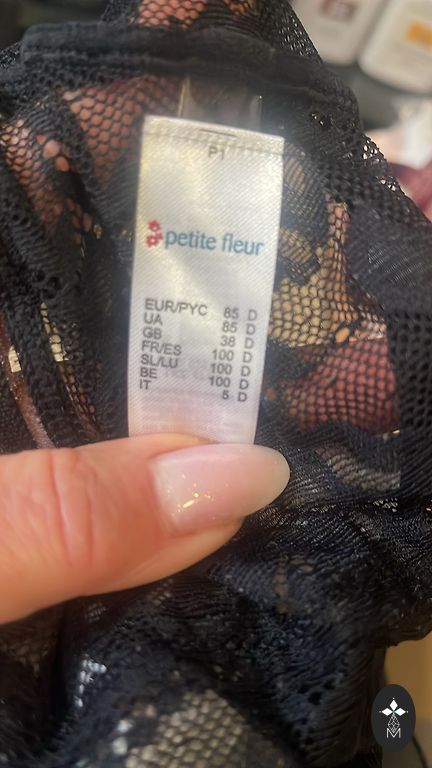 P1
petite fleur
EUR/PYC 85 D
UA 85 D
GB 38 D
FR/ES 100 D
SL/LU 100 D
BE 100 D
IT 5 D
M